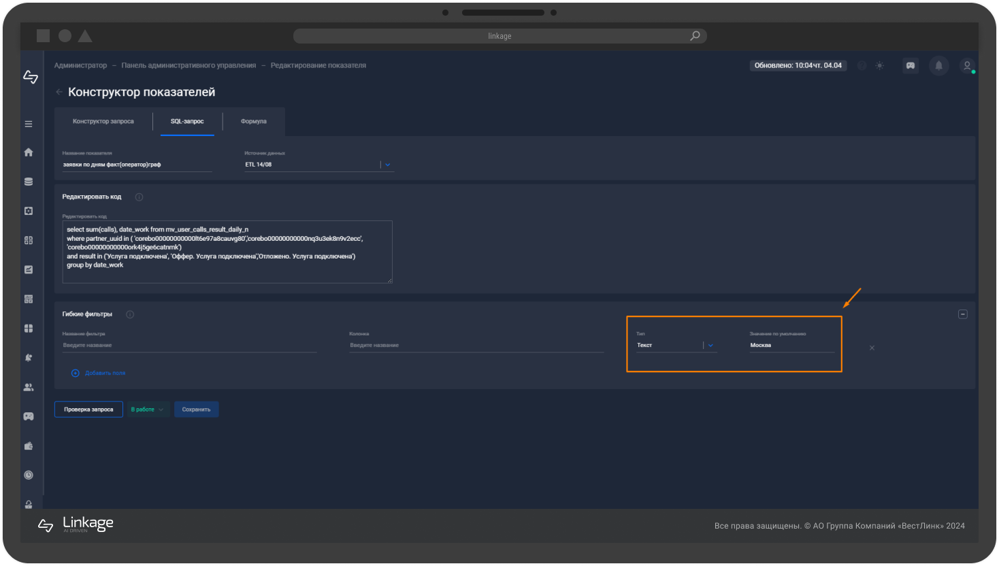 linkage
Администратор – Панель административного управления – Редактирование показателя
Обновлено: 10:04чт. 04.04
Конструктор показателей
Конструктор запроса
SQL-запрос
Формула
Название показателя
Источник данных
заявки по дням факт(оператор)граф
ETL 14/08
Редактировать код
Редактировать код
select sum(calls), date_work from mv_user_calls_result_daily_n
where partner_uuid in ( 'corebo00000000000lt6e97a8cauvg80','corebo00000000000nq3u3ek8n9v2ecc',
'corebo00000000000ork4j5ge6catnmk')
and result in ('Услуга подключена', 'Оффер. Услуга подключена','Отложено. Услуга подключена')
group by date_work
Гибкие фильтры
Название фильтра
Колонка
Тип
Значение по умолчанию
Введите название
Введите название
Текст
Москва
Добавить поля
Проверка запроса
В работе
Сохранить
Linkage
AI DRIVEN
Все права защищены. © АО Группа Компаний «ВестЛинк» 2024